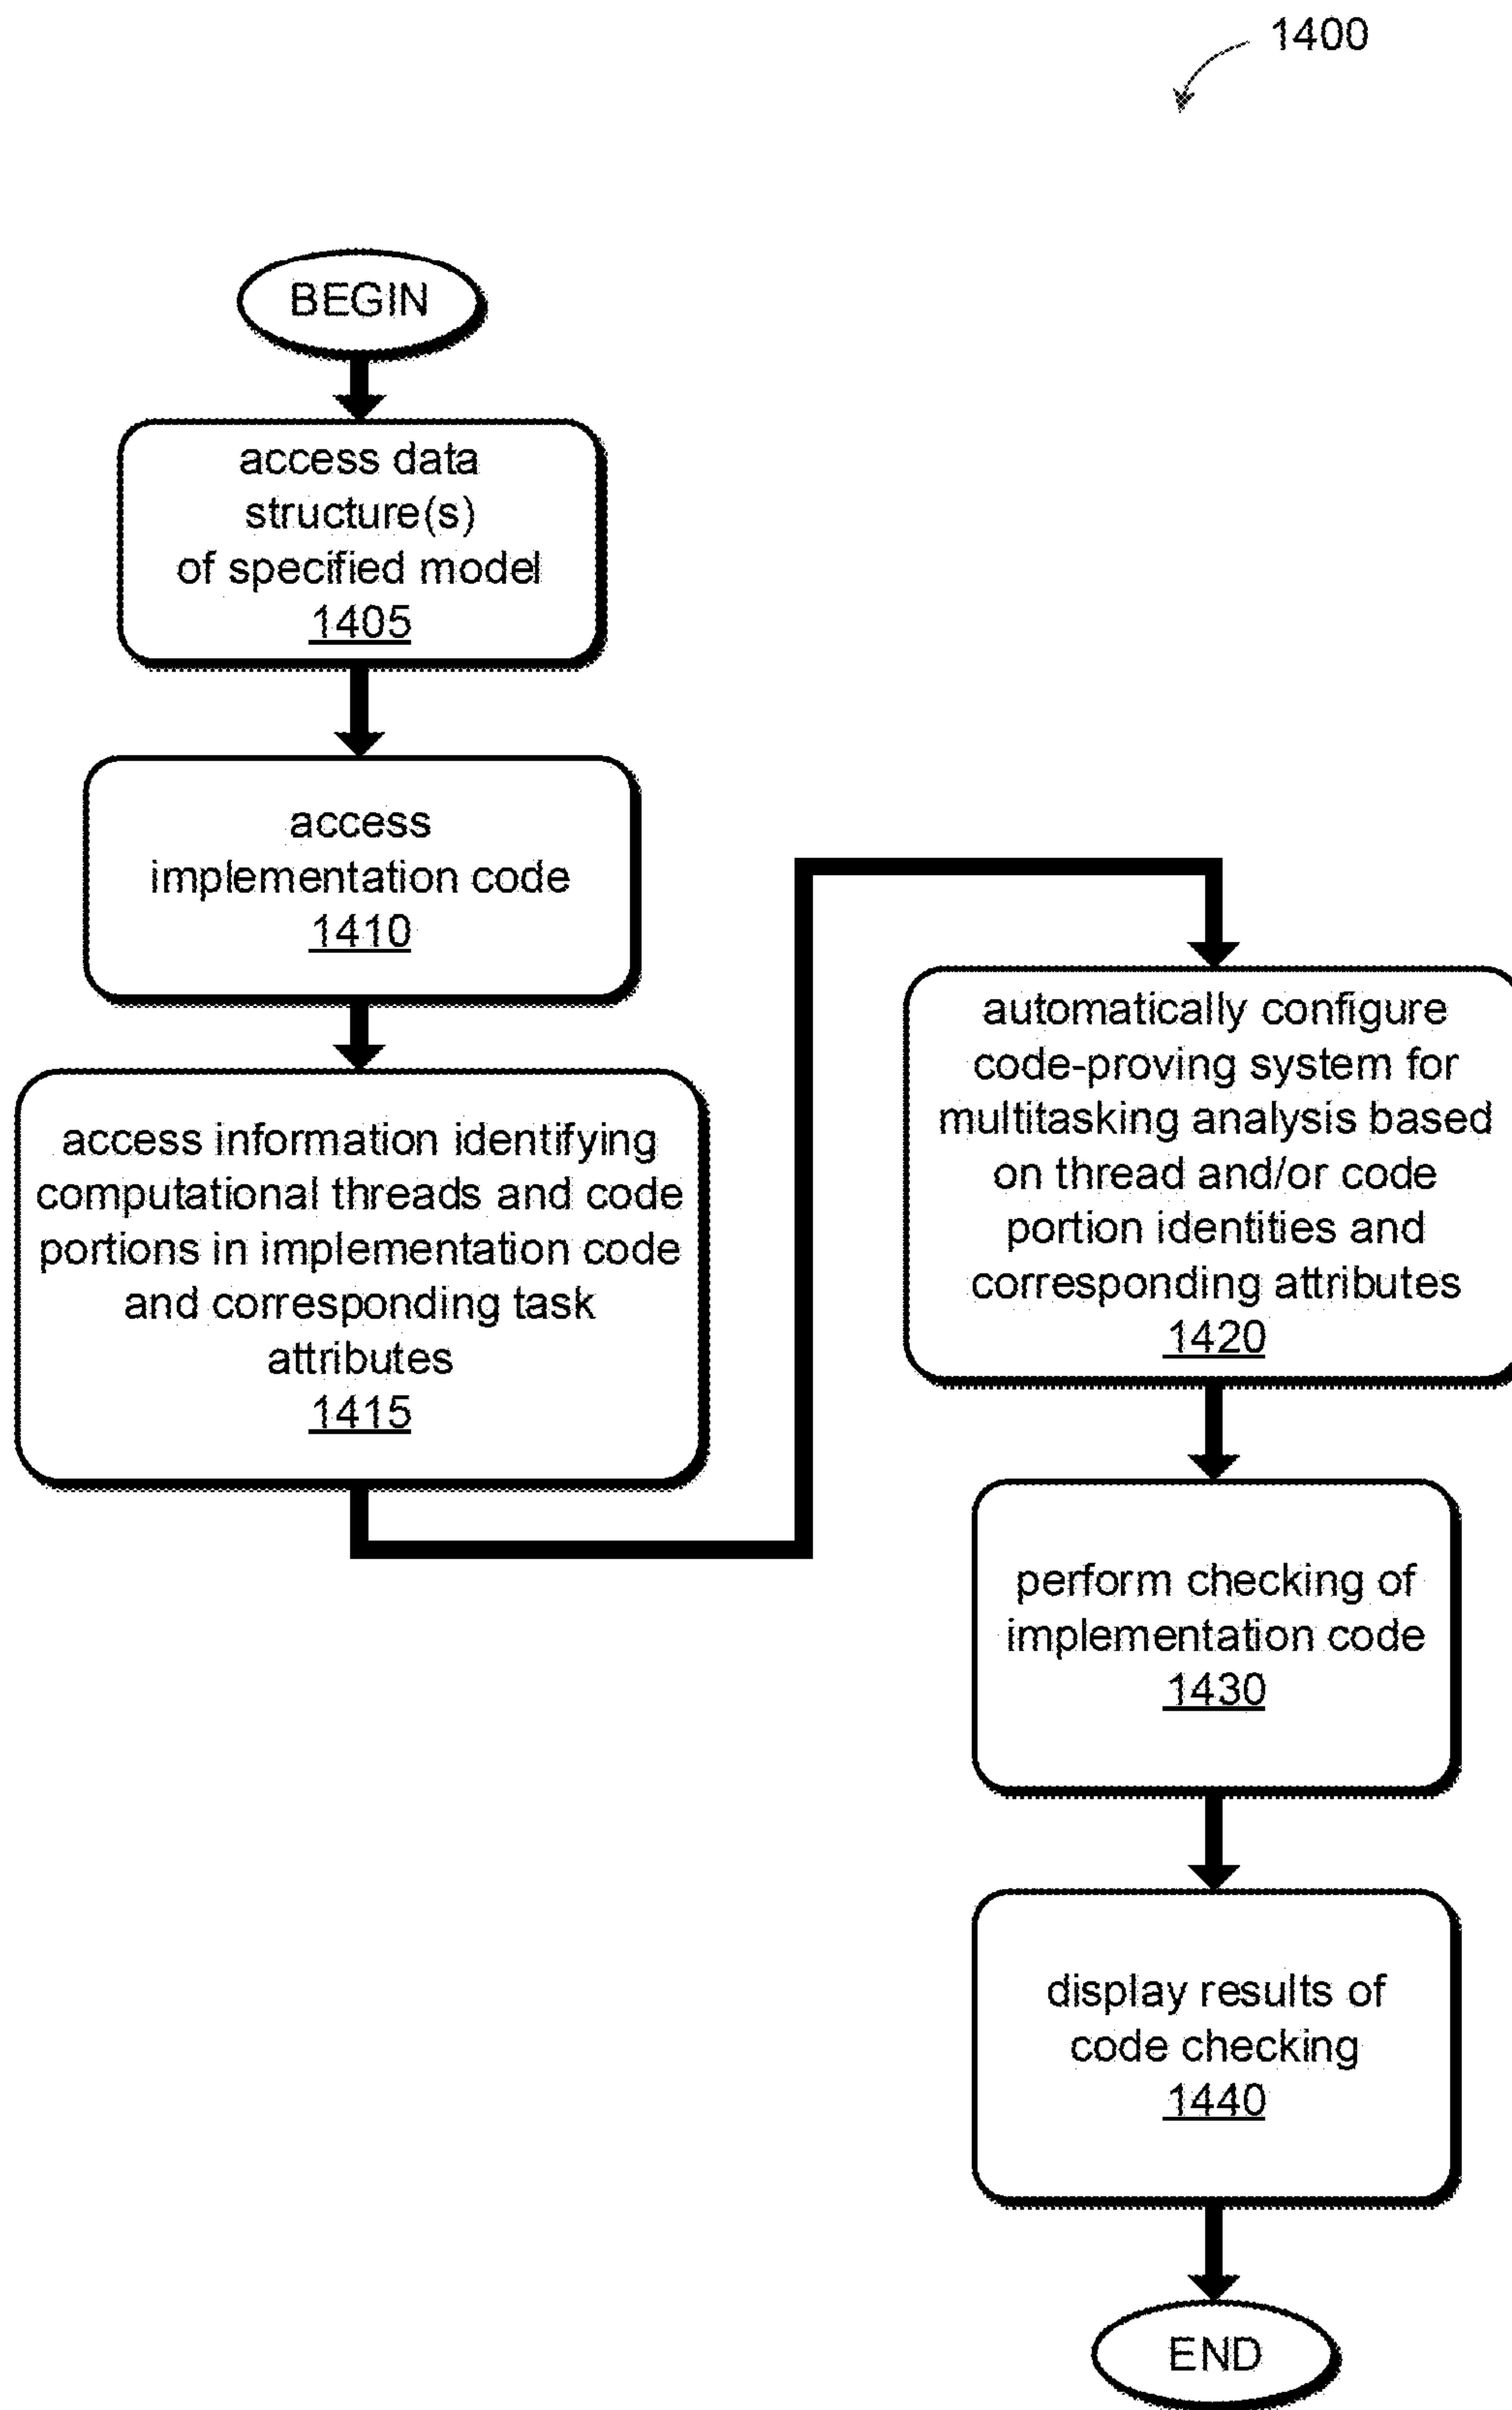 1400
BEGIN
access data
structure(s)
of specified model
1405
access
implementation code
1410
access information identifying
computational threads and code
portions in implementation code
and corresponding task
attributes
1415
automatically configure
code-proving system for
multitasking analysis based
on thread and/or code
portion identities and
corresponding attributes
1420
perform checking of
implementation code
1430
display results of
code checking
1440
END